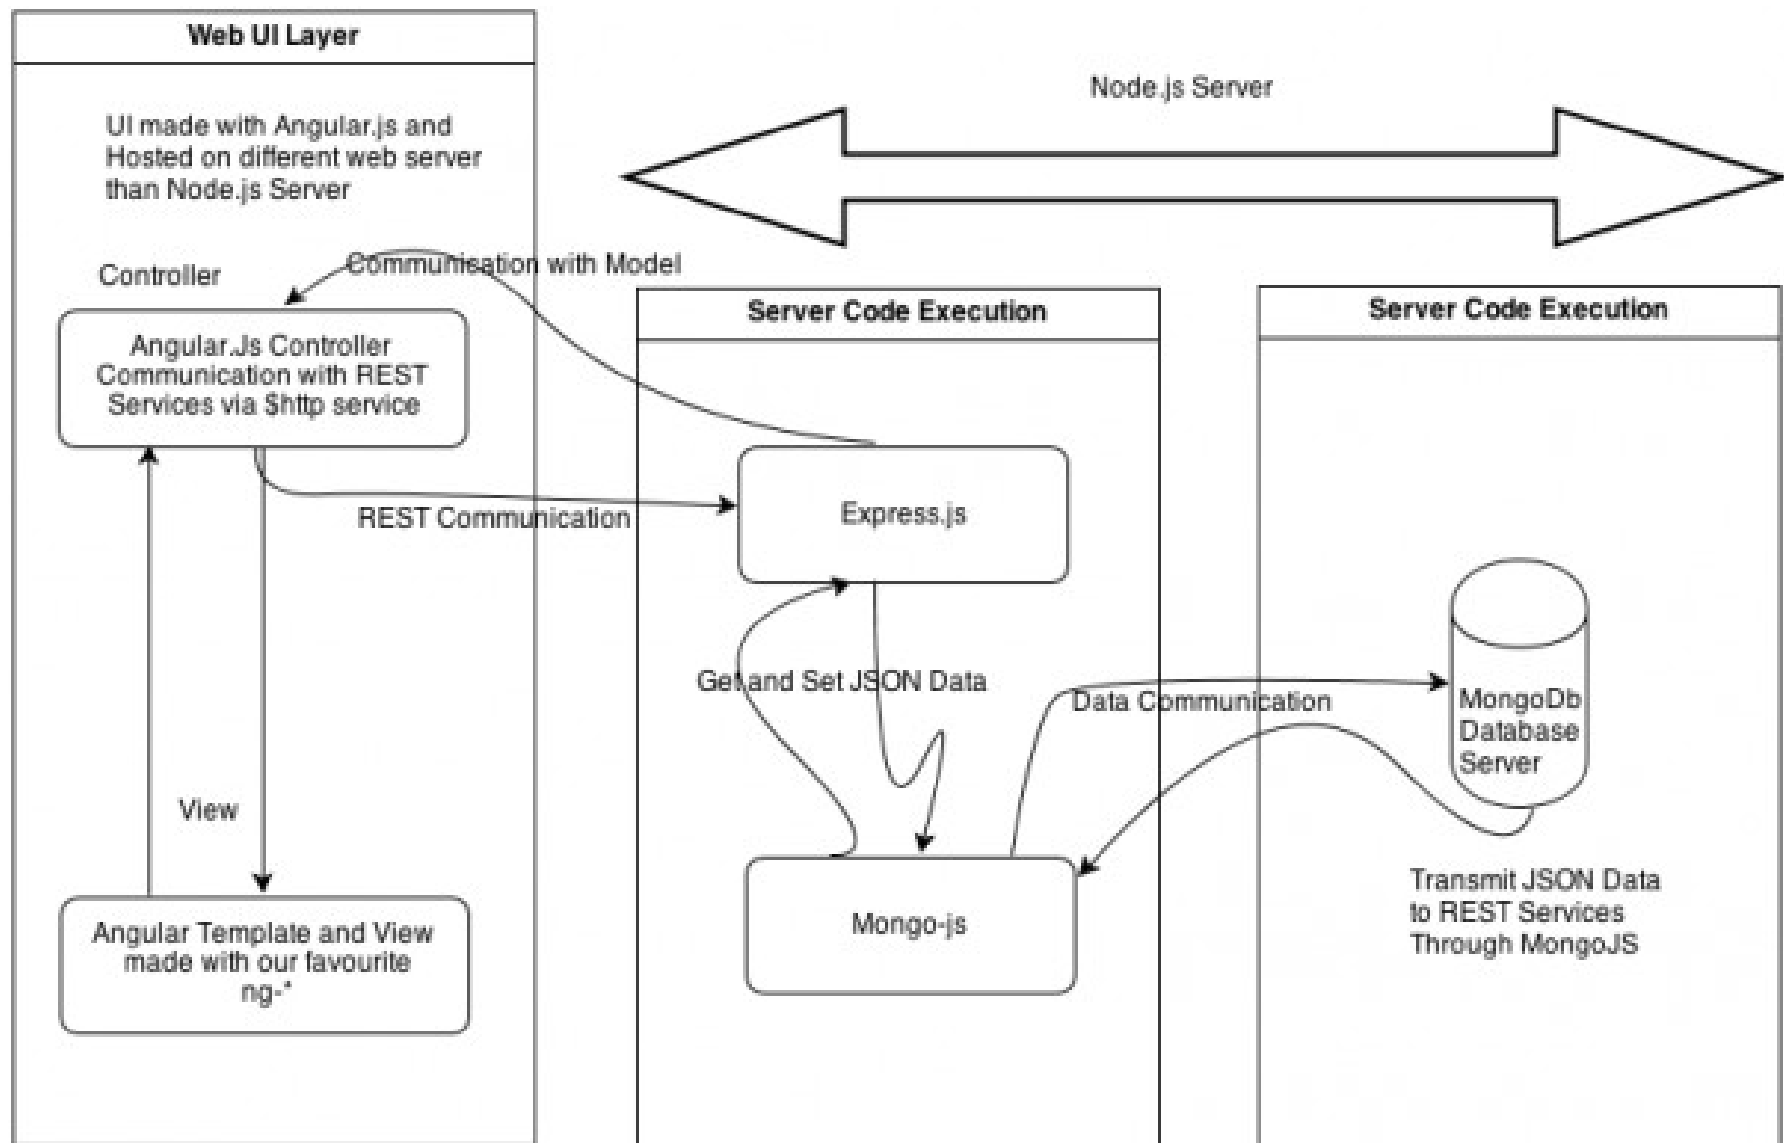 Web UI Layer
UI made with Angular.js and
Hosted on different web server
than Node.js Server
Controller
Communisation with Model
Angular.Js Controller
Communication with REST
Services via $http service
REST Communication
View
Angular Template and View
made with our favourite
ng-*
Node.js Server
Server Code Execution
Express.js
Get and Set JSON Data
Data Communication
Mongo-js
Server Code Execution
MongoDb
Database
Server
Transmit JSON Data
to REST Services
Through MongoJS